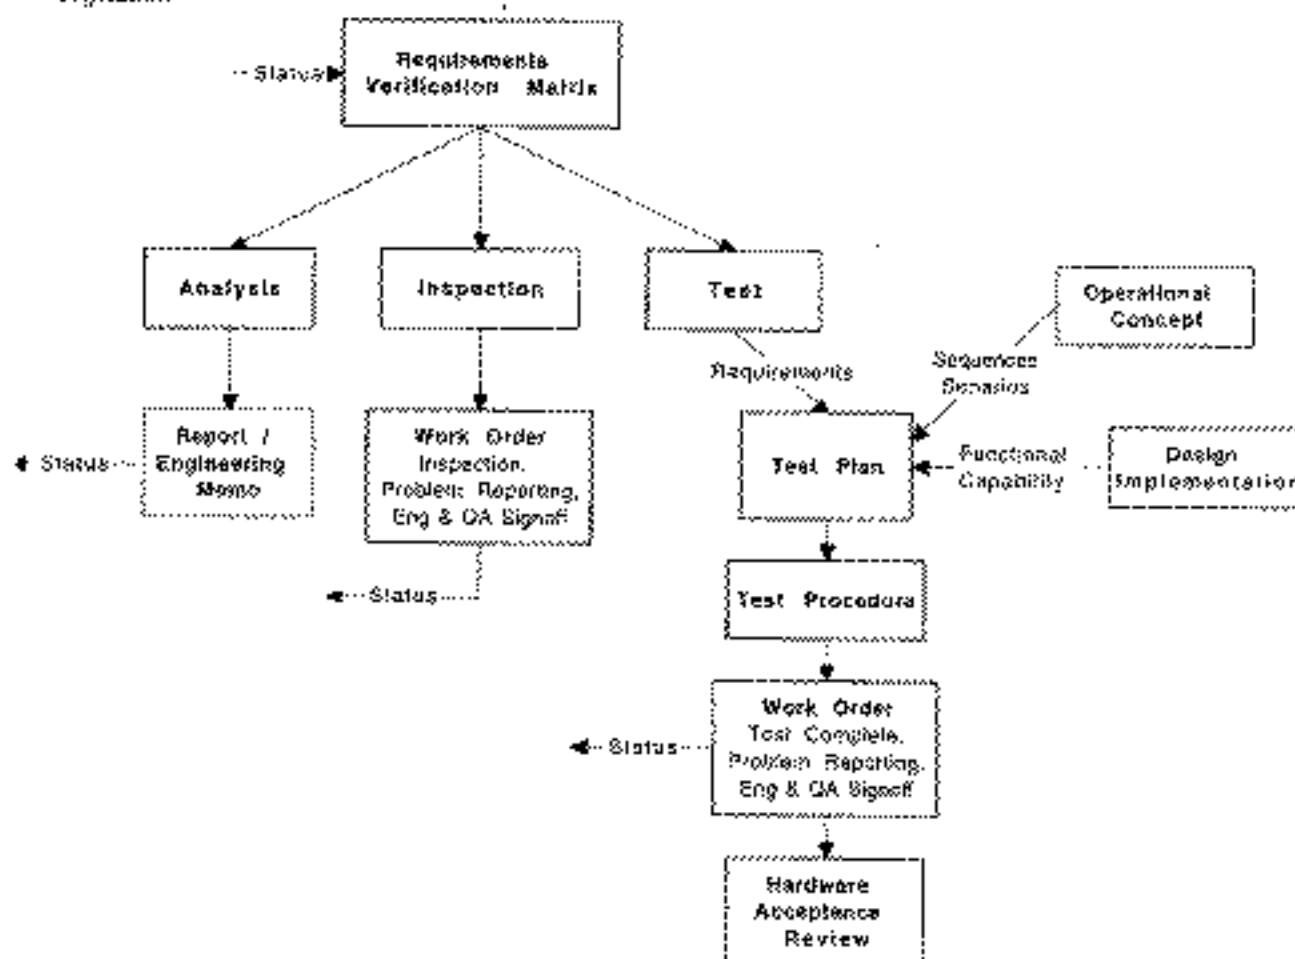 Requirements
Status
Verification Matrix
Analysis
Inspection
Test
Operational
Concept
Requirements
Sequences
Report /
Engineering
Memo
Status
Work Order
Inspection,
Problem Reporting,
Eng & QA Signoff
Test Plan
Functional
Capability
Design
Implementation
Status
Test Procedure
Work Order
Test Complete,
Problem Reporting,
Eng & QA Signoff
Status
Hardware
Acceptance
Review